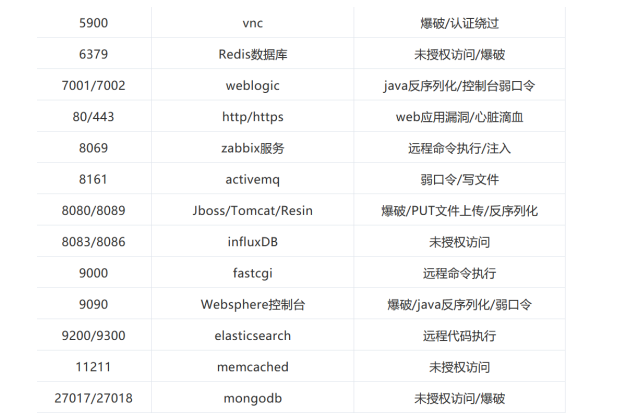 5900 vnc 爆破/认证绕过
6379 Redis数据库 未授权访问/爆破
7001/7002 weblogic java反序列化/控制台弱口令
80/443 http/https web应用漏洞/心脏滴血
8069 zabbix服务 远程命令执行/注入
8161 activemq 弱口令/写文件
8080/8089 Jboss/Tomcat/Resin 爆破/PUT文件上传/反序列化
8083/8086 influxDB 未授权访问
9000 fastcgi 远程命令执行
9090 Websphere控制台 爆破/java反序列化/弱口令
9200/9300 elasticsearch 远程代码执行
11211 memcached 未授权访问
27017/27018 mongodb 未授权访问/爆破